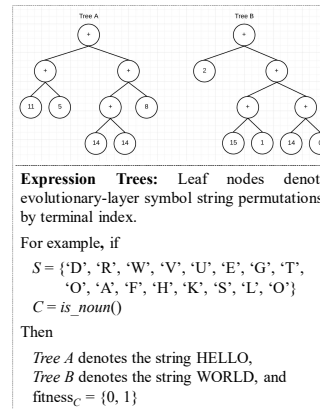 Tree A Tree B
+ +
+ + 2 +
11 5 + 8 + +
14 14 15 1 14
Expression Trees: Leaf nodes denot
evolutionary-layer symbol string permutations
by terminal index.
For example, if
S = {‘D’, ‘R’, ‘W’, ‘V’, ‘U’, ‘E’, ‘G’, ‘T’,
‘O’, ‘A’, ‘F’, ‘H’, ‘K’, ‘S’, ‘L’, ‘O’}
C = is_noun()
Then
Tree A denotes the string HELLO,
Tree B denotes the string WORLD, and
fitness_C = {0, 1}